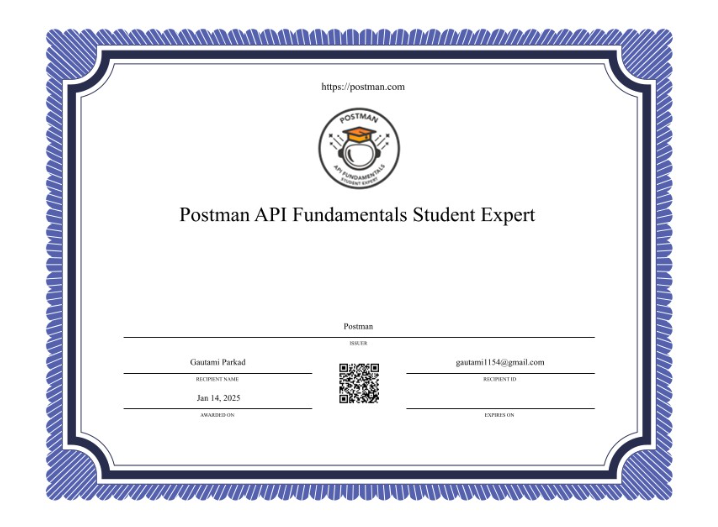 https://postman.com
POSTMAN
API FUNDAMENTALS
STUDENT EXPERT
Postman API Fundamentals Student Expert
Postman
ISSUER
Gautami Parkad
gautami1154@gmail.com
RECIPIENT NAME
RECIPIENT ID
Jan 14, 2025
AWARDED ON
EXPIRES ON